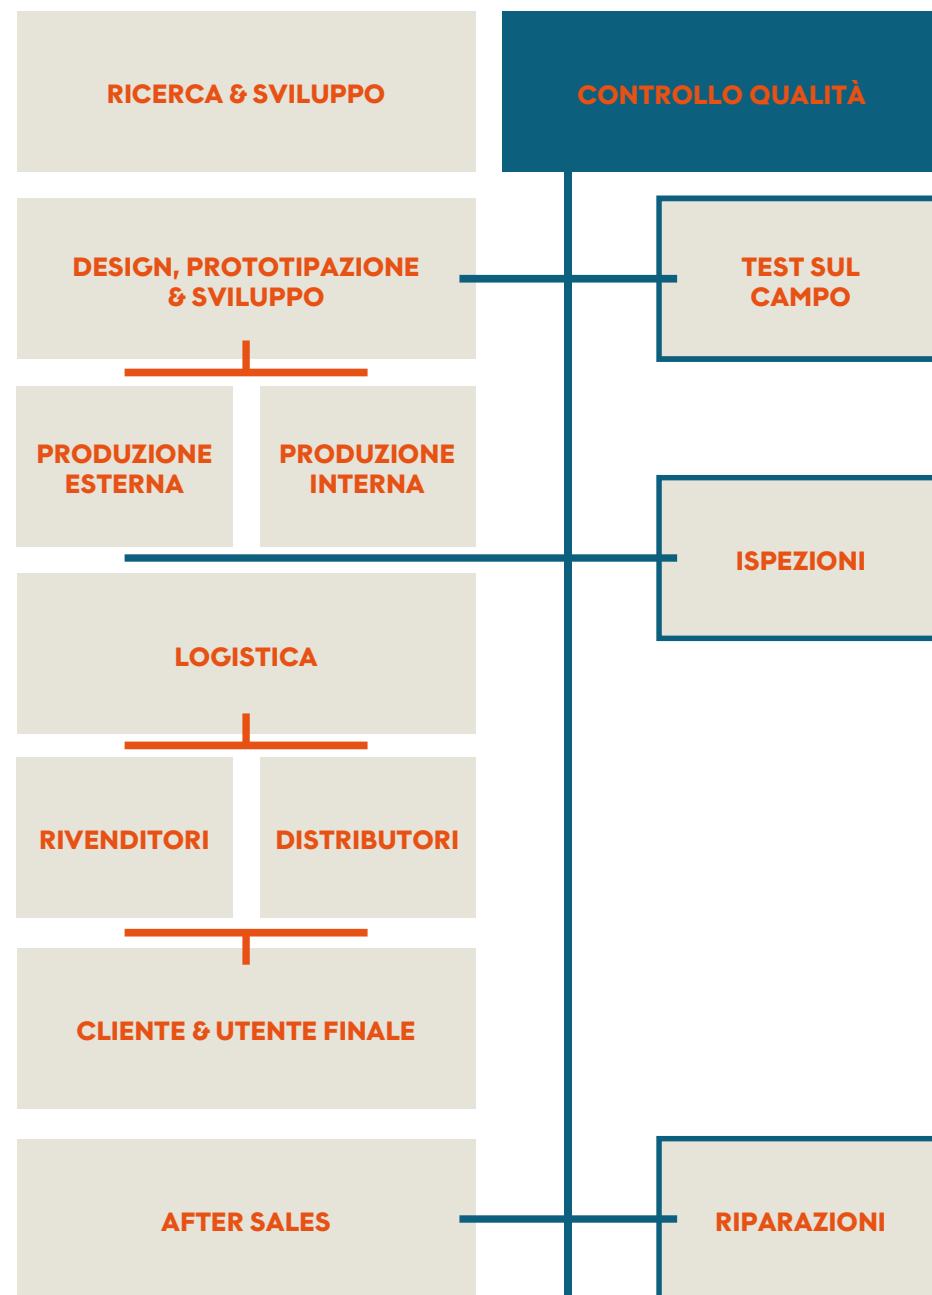 RICERCA & SVILUPPO
CONTROLLO QUALITÀ
DESIGN, PROTOTIPAZIONE
& SVILUPPO
TEST SUL
CAMPO
PRODUZIONE
ESTERNA
PRODUZIONE
INTERNA
ISPEZIONI
LOGISTICA
RIVENDITORI
DISTRIBUTORI
CLIENTE & UTENTE FINALE
AFTER SALES
RIPARAZIONI